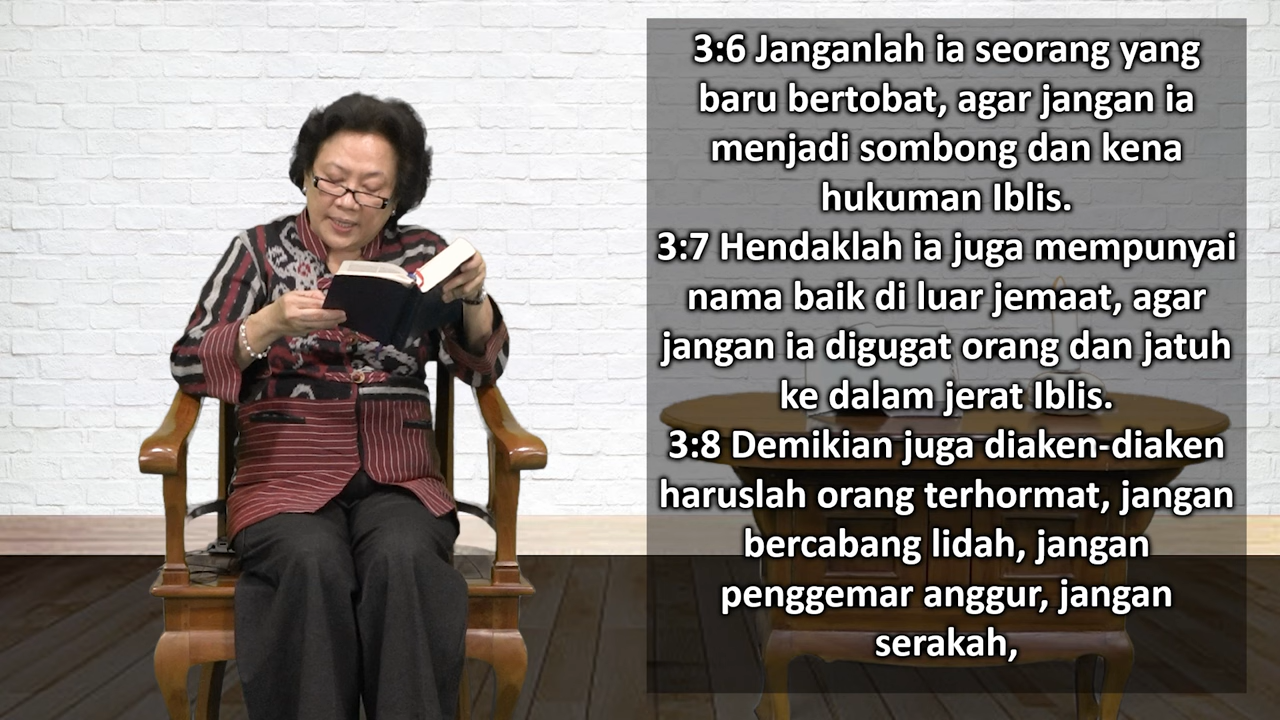 3:6 Janganlah ia seorang yang
baru bertobat, agar jangan ia
menjadi sombong dan kena
hukuman Iblis.
3:7 Hendaklah ia juga mempunyai
nama baik di luar jemaat, agar
jangan ia digugat orang dan jatuh
ke dalam jerat Iblis.
3:8 Demikian juga diaken-diaken
haruslah orang terhormat, jangan
bercabang lidah, jangan
penggemar anggur, jangan
serakah,